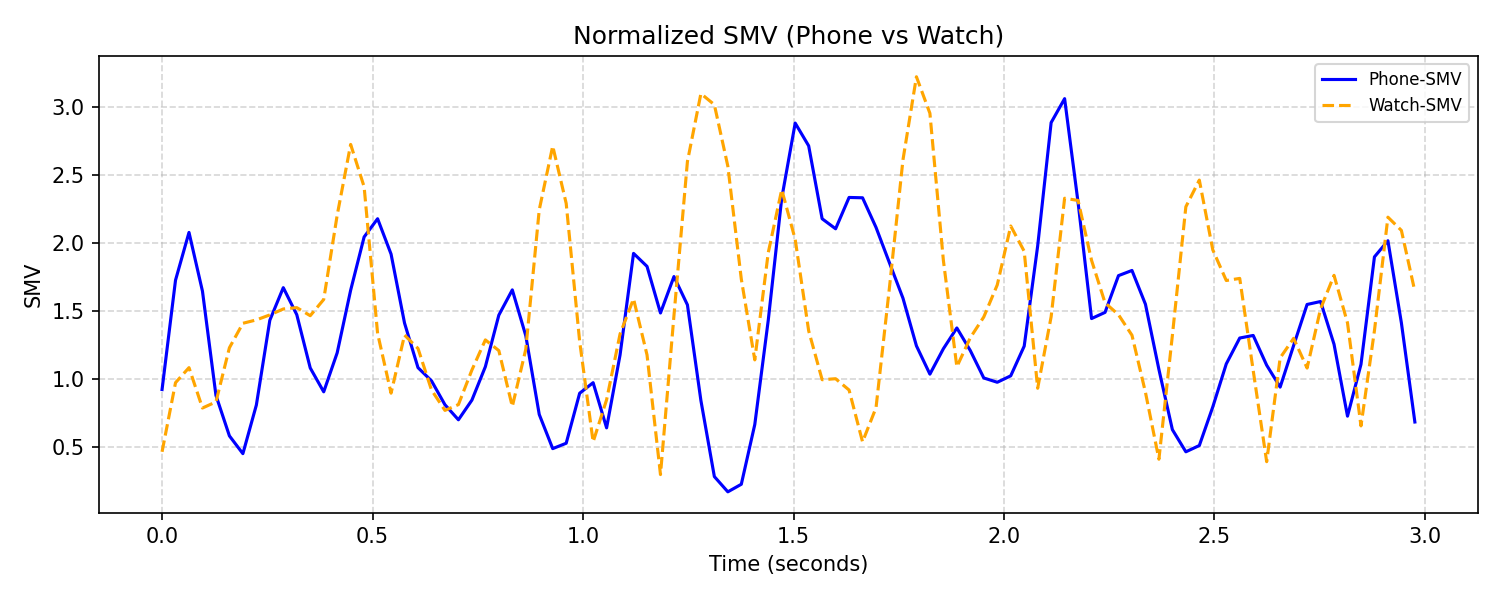 Normalized SMV (Phone vs Watch)
Phone-SMV
Watch-SMV
3.0
2.5
2.0
1.5
1.0
0.5
SMV
0.0 0.5 1.0 1.5 2.0 2.5 3.0
Time (seconds)